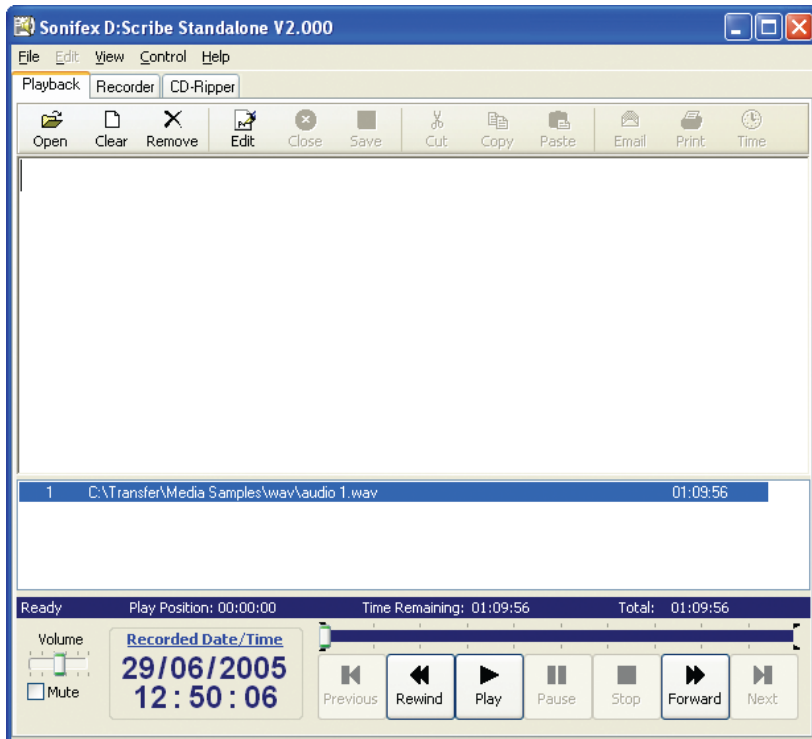 Sonifex D:Scribe Standalone V2.000
File Edit View Control Help
Playback Recorder CD-Ripper
Open Clear Remove Edit Close Save Cut Copy Paste Email Print Time
1 C:\Transfer\Media Samples\wav\audio 1.wav 01:09:56
Ready Play Position: 00:00:00 Time Remaining: 01:09:56 Total: 01:09:56
Volume Recorded Date/Time
29/06/2005
Mute 12:50:06
Previous Rewind Play Pause Stop Forward Next